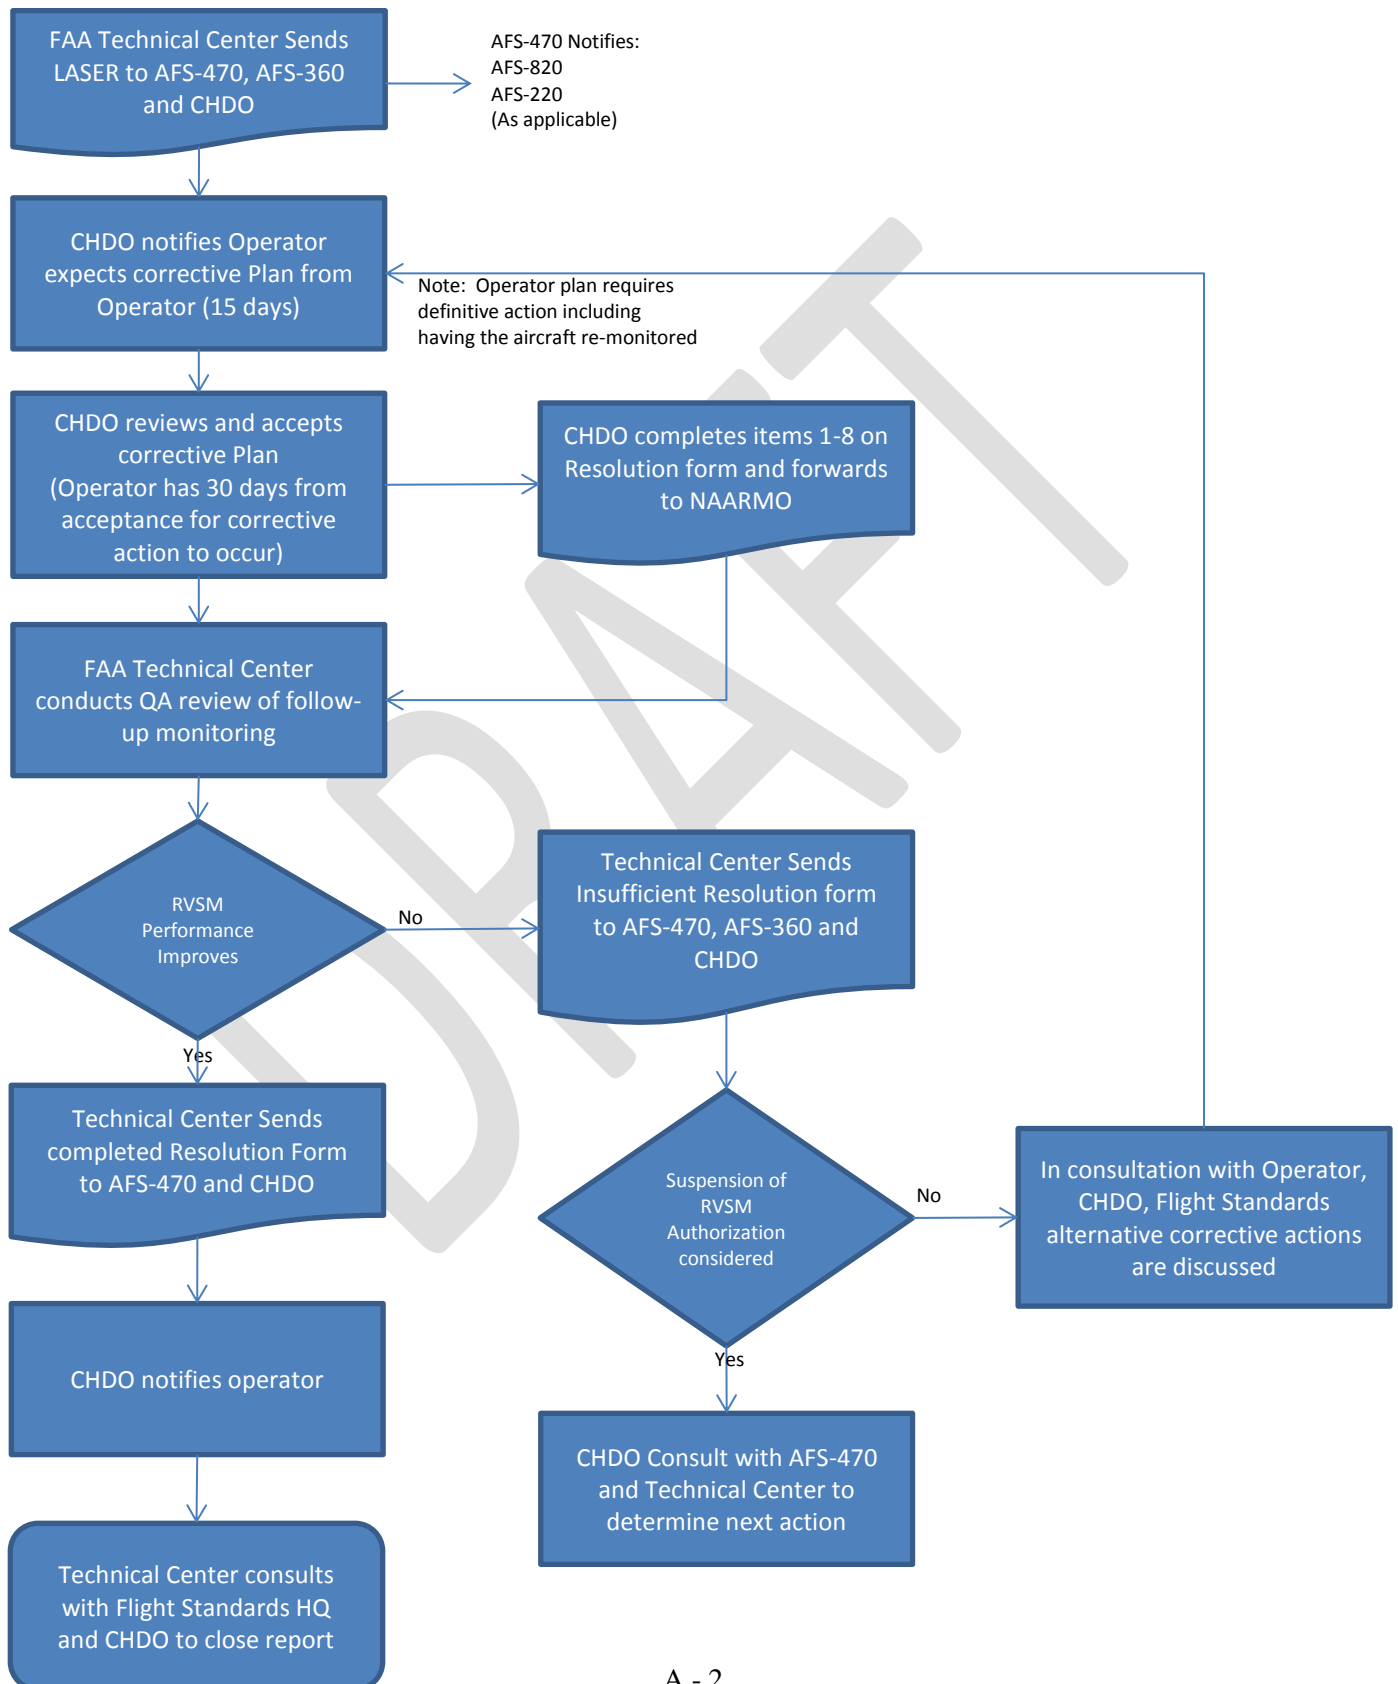 FAA Technical Center Sends
LASER to AFS-470, AFS-360
and CHDO
AFS-470 Notifies:
AFS-820
AFS-220
(As applicable)
CHDO notifies Operator
expects corrective Plan from
Operator (15 days)
Note: Operator plan requires
definitive action including
having the aircraft re-monitored
CHDO reviews and accepts
corrective Plan
(Operator has 30 days from
acceptance for corrective
action to occur)
CHDO completes items 1-8 on
Resolution form and forwards
to NAARMO
FAA Technical Center
conducts QA review of follow-
up monitoring
RVSM
Performance
Improves
No
Technical Center Sends
Insufficient Resolution form
to AFS-470, AFS-360 and
CHDO
Yes
Technical Center Sends
completed Resolution Form
to AFS-470 and CHDO
Suspension of
RVSM
Authorization
considered
No
In consultation with Operator,
CHDO, Flight Standards
alternative corrective actions
are discussed
Yes
CHDO notifies operator
CHDO Consult with AFS-470
and Technical Center to
determine next action
Technical Center consults
with Flight Standards HQ
and CHDO to close report
DRAFT
A - 2